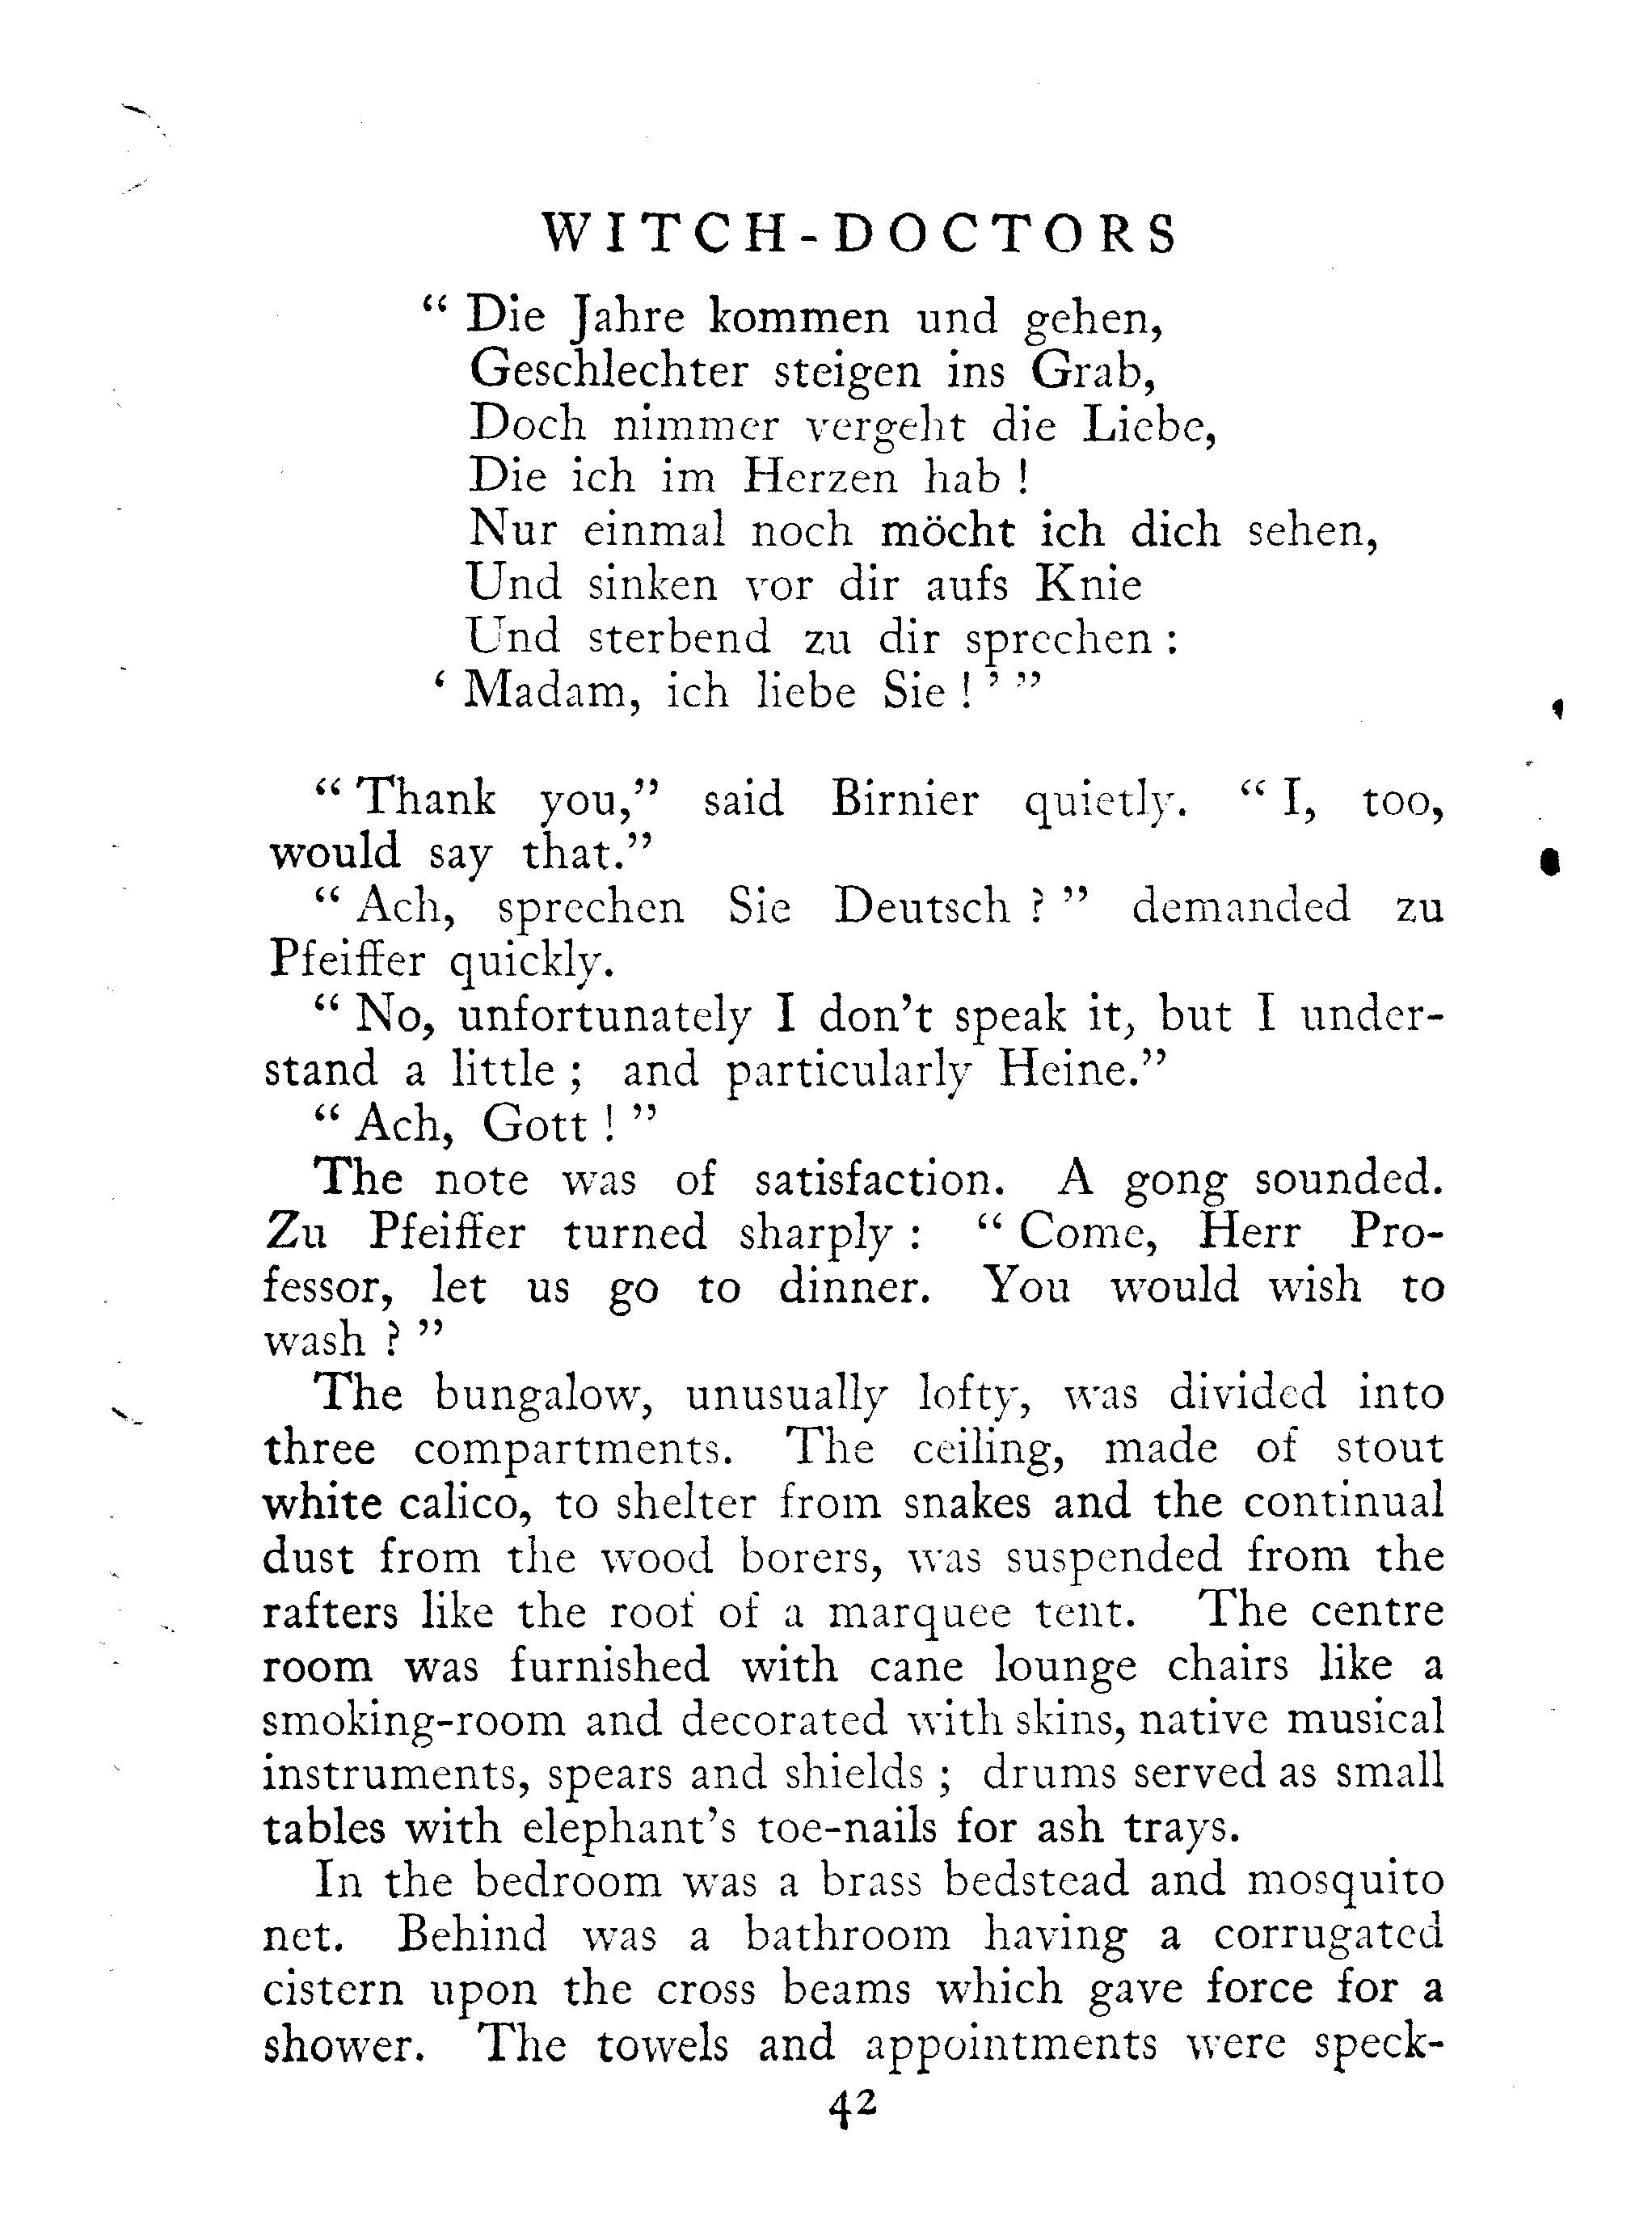 WITCH-DOCTORS
“ Die Jahre kommen und gehen,
Geschlechter steigen ins Grab,
Doch nimmer vergeht die Liebe,
Die ich im Herzen hab !
Nur einmal noch möcht ich dich sehen,
Und sinken vor dir aufs Knie
Und sterbend zu dir sprechen :
‘ Madam, ich liebe Sie ! ’ ”
“ Thank you,” said Birnier quietly. “ I, too,
would say that.”
“ Ach, sprechen Sie Deutsch ? ” demanded zu
Pfeiffer quickly.
“ No, unfortunately I don’t speak it, but I under-
stand a little ; and particularly Heine.”
“ Ach, Gott ! ”
The note was of satisfaction. A gong sounded.
Zu Pfeiffer turned sharply : “ Come, Herr Pro-
fessor, let us go to dinner. You would wish to
wash ? ”
The bungalow, unusually lofty, was divided into
three compartments. The ceiling, made of stout
white calico, to shelter from snakes and the continual
dust from the wood borers, was suspended from the
rafters like the roof of a marquee tent. The centre
room was furnished with cane lounge chairs like a
smoking-room and decorated with skins, native musical
instruments, spears and shields ; drums served as small
tables with elephant’s toe-nails for ash trays.
In the bedroom was a brass bedstead and mosquito
net. Behind was a bathroom having a corrugated
cistern upon the cross beams which gave force for a
shower. The towels and appointments were speck-
42